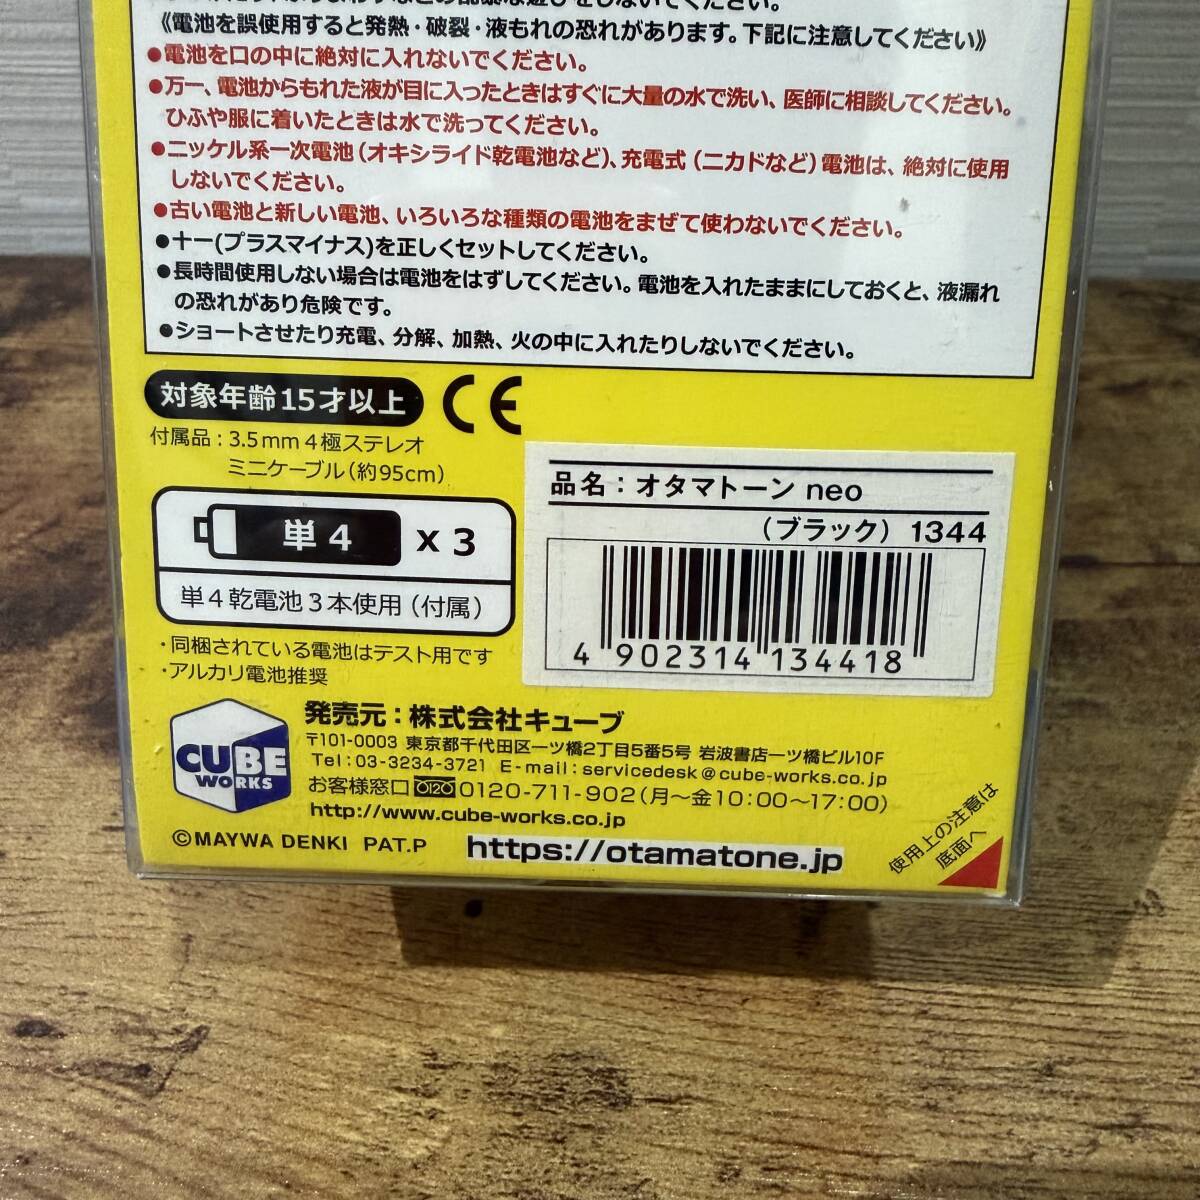 《電池を誤使用すると発熱・破裂・液もれの恐れがあります。下記に注意してください》
●電池を口の中に絶対に入れないでください。
●万一、電池からもれた液が目に入ったときはすぐに大量の水で洗い、医師に相談してください。
ひふや服に着いたときは水で洗ってください。
●ニッケル系一次電池(オキシライド乾電池など)、充電式(ニカドなど)電池は、絶対に使用
しないでください。
●古い電池と新しい電池、いろいろな種類の電池をまぜて使わないでください。
●+-(プラスマイナス)を正しくセットしてください。
●長時間使用しない場合は電池をはずしてください。電池を入れたままにしておくと、液漏れ
の恐れがあり危険です。
●ショートさせたり充電、分解、加熱、火の中に入れたりしないでください。
対象年齢15才以上 CE
付属品:3.5mm4極ステレオ
ミニケーブル(約95cm)
単4 x 3
単4乾電池3本使用(付属)
・同梱されている電池はテスト用です
・アルカリ電池推奨
品名:オタマトーン neo
(ブラック) 1344
4 902314 134418
CUBE
WORKS
発売元:株式会社キューブ
〒101-0003 東京都千代田区一ツ橋2丁目5番5号 岩波書店一ツ橋ビル10F
Tel:03-3234-3721 E-mail:servicedesk@cube-works.co.jp
お客様窓口 0120-711-902(月〜金10:00〜17:00)
http://www.cube-works.co.jp
©MAYWA DENKI PAT.P
https://otamatone.jp
使用上の注意は
底面へ